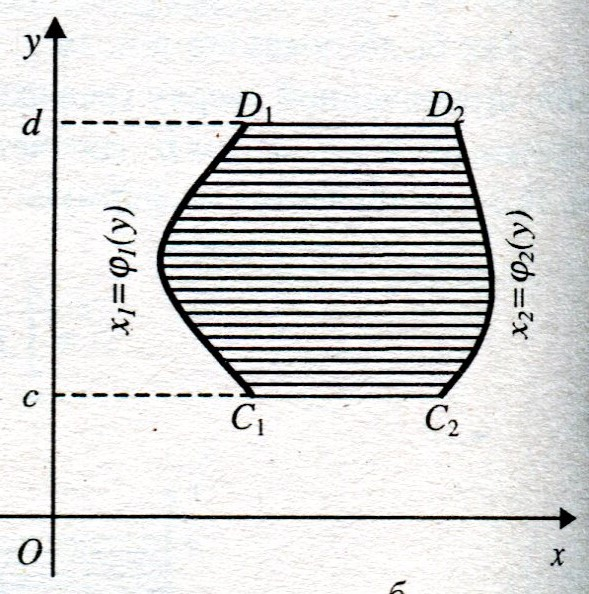 y
D₁ D₂
d
x₁=φ₁(y)
x₂=φ₂(y)
c
C₁ C₂
O x
б